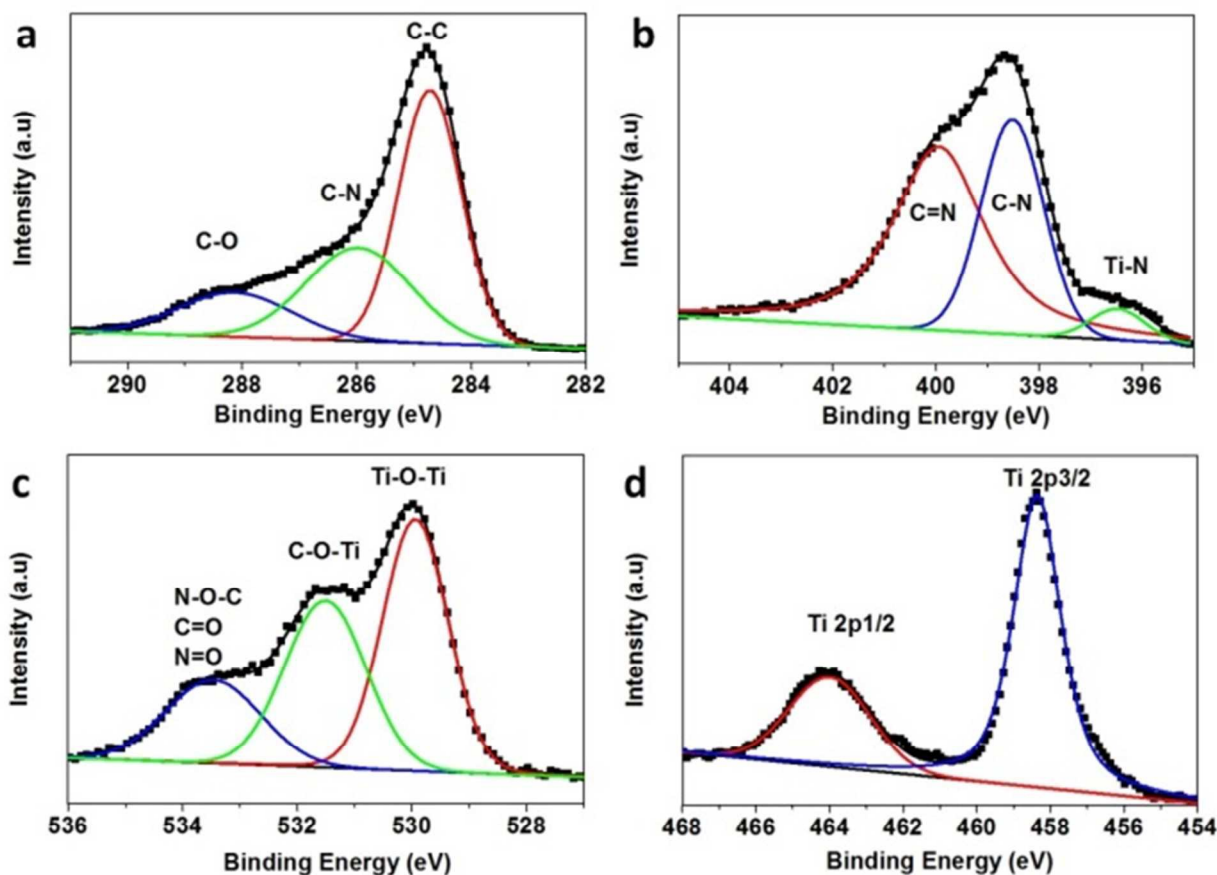 a
C-C
C-N
C-O
Intensity (a.u)
290 288 286 284 282
Binding Energy (eV)
b
C=N
C-N
Ti-N
Intensity (a.u)
404 402 400 398 396
Binding Energy (eV)
c
Ti-O-Ti
C-O-Ti
N-O-C
C=O
N=O
Intensity (a.u)
536 534 532 530 528
Binding Energy (eV)
d
Ti 2p3/2
Ti 2p1/2
Intensity (a.u)
468 466 464 462 460 458 456 454
Binding Energy (eV)